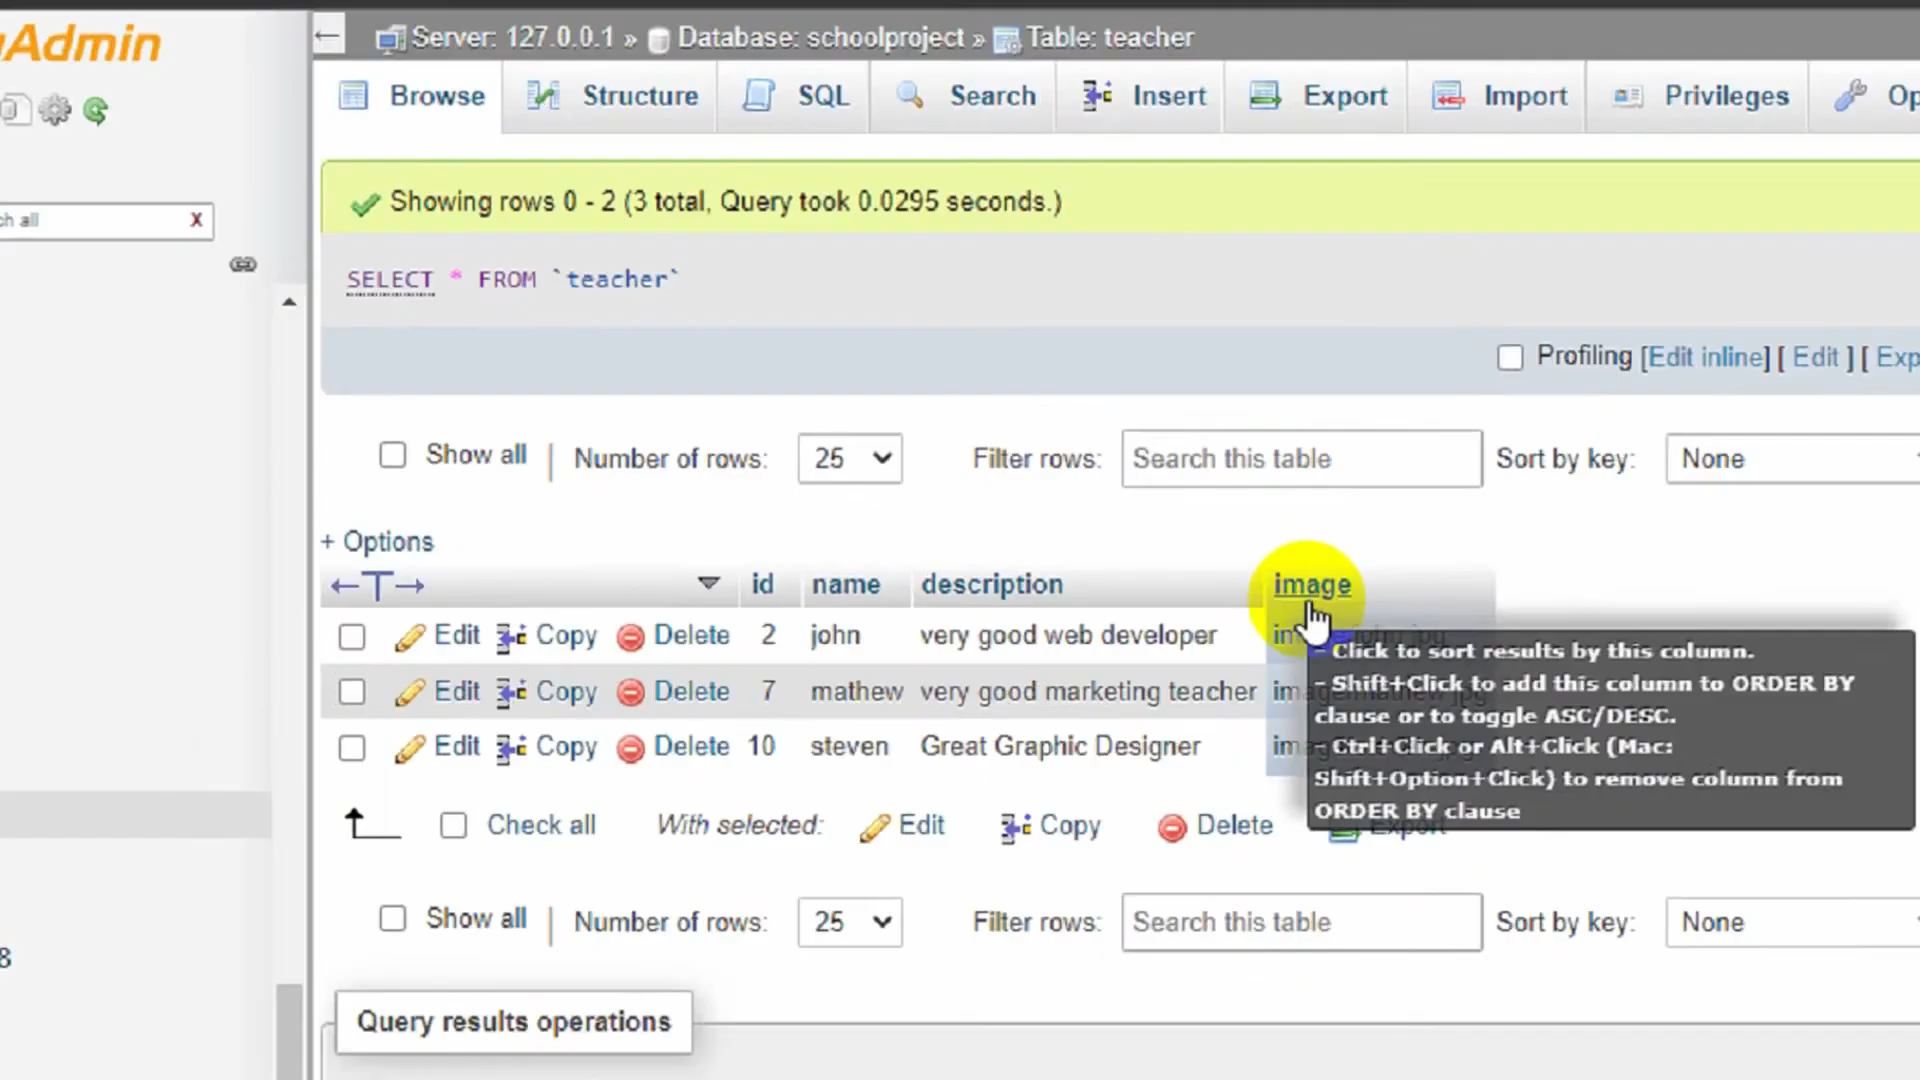 Admin
Server: 127.0.0.1 » Database: schoolproject » Table: teacher
Browse Structure SQL Search Insert Export Import Privileges
Showing rows 0 - 2 (3 total, Query took 0.0295 seconds.)
all X
SELECT * FROM `teacher`
Profiling [Edit inline] [ Edit ] [ Exp
Show all | Number of rows: 25 Filter rows: Search this table Sort by key: None
+ Options
←T→ id name description image
Edit Copy Delete 2 john very good web developer
Edit Copy Delete 7 mathew very good marketing teacher
Edit Copy Delete 10 steven Great Graphic Designer
- Click to sort results by this column.
- Shift+Click to add this column to ORDER BY
clause or to toggle ASC/DESC.
- Ctrl+Click or Alt+Click (Mac:
Shift+Option+Click) to remove column from
ORDER BY clause
Check all With selected: Edit Copy Delete Export
Show all | Number of rows: 25 Filter rows: Search this table Sort by key: None
8
Query results operations